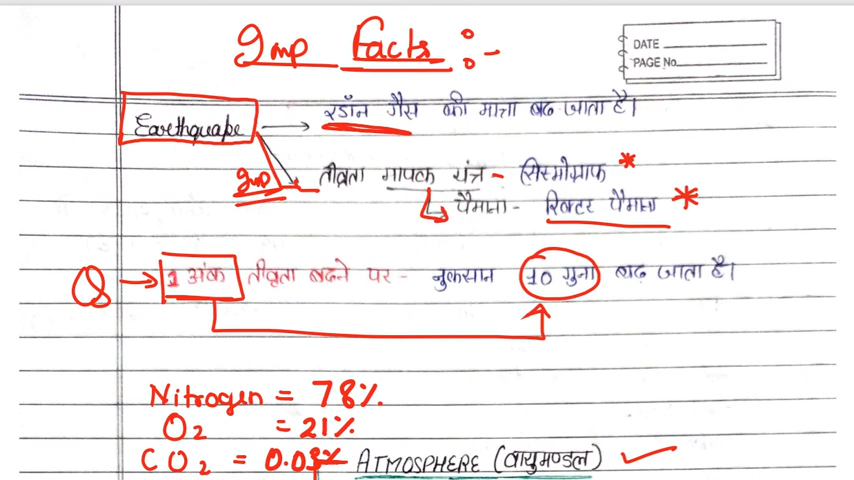 Imp Facts :-
DATE
PAGE No.
Earthquake → रडॉन गैस की मात्रा बढ जाता है।
Imp तीव्रता मापक यंत्र - सिस्मोग्राफ *
पैमाना - रिक्टर पैमाना *
Q → 1 अंक तीव्रता बढने पर - नुकसान 10 गुना बढ़ जाता है।
Nitrogen = 78%
O2 = 21%
CO2 = 0.03% ATMOSPHERE (वायुमण्डल) ✓